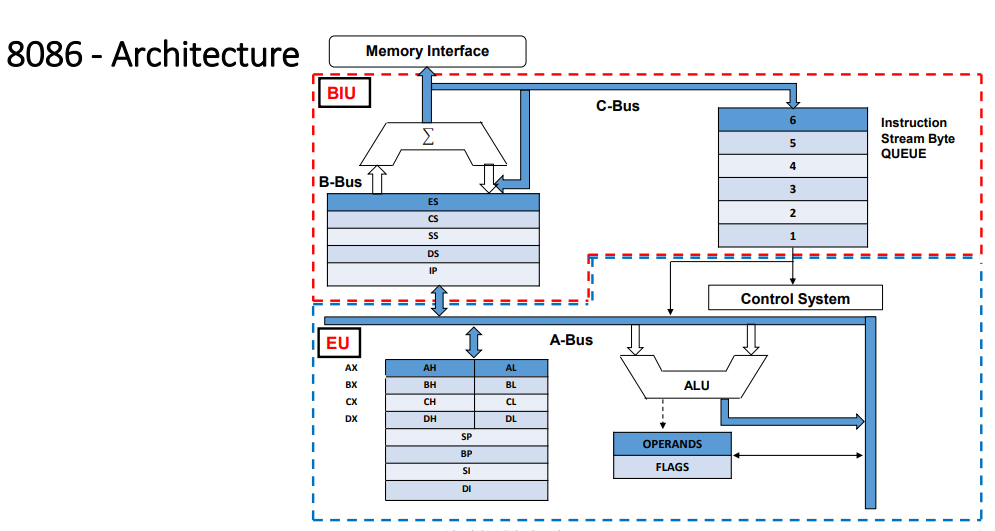 8086 - Architecture
Memory Interface
BIU
C-Bus
Σ
6
Instruction
Stream Byte
QUEUE
5
4
3
2
1
B-Bus
ES
CS
SS
DS
IP
Control System
EU
A-Bus
AX AH AL
BX BH BL
CX CH CL
DX DH DL
SP
BP
SI
DI
ALU
OPERANDS
FLAGS